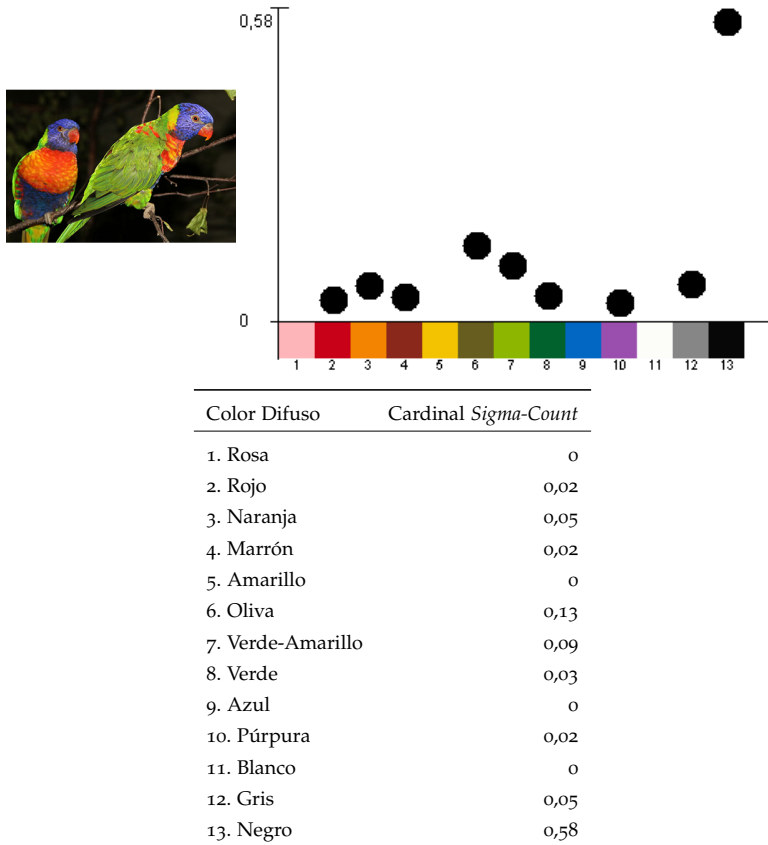 0,58
0
1 2 3 4 5 6 7 8 9 10 11 12 13
Color Difuso Cardinal Sigma-Count
1. Rosa 0
2. Rojo 0,02
3. Naranja 0,05
4. Marrón 0,02
5. Amarillo 0
6. Oliva 0,13
7. Verde-Amarillo 0,09
8. Verde 0,03
9. Azul 0
10. Púrpura 0,02
11. Blanco 0
12. Gris 0,05
13. Negro 0,58